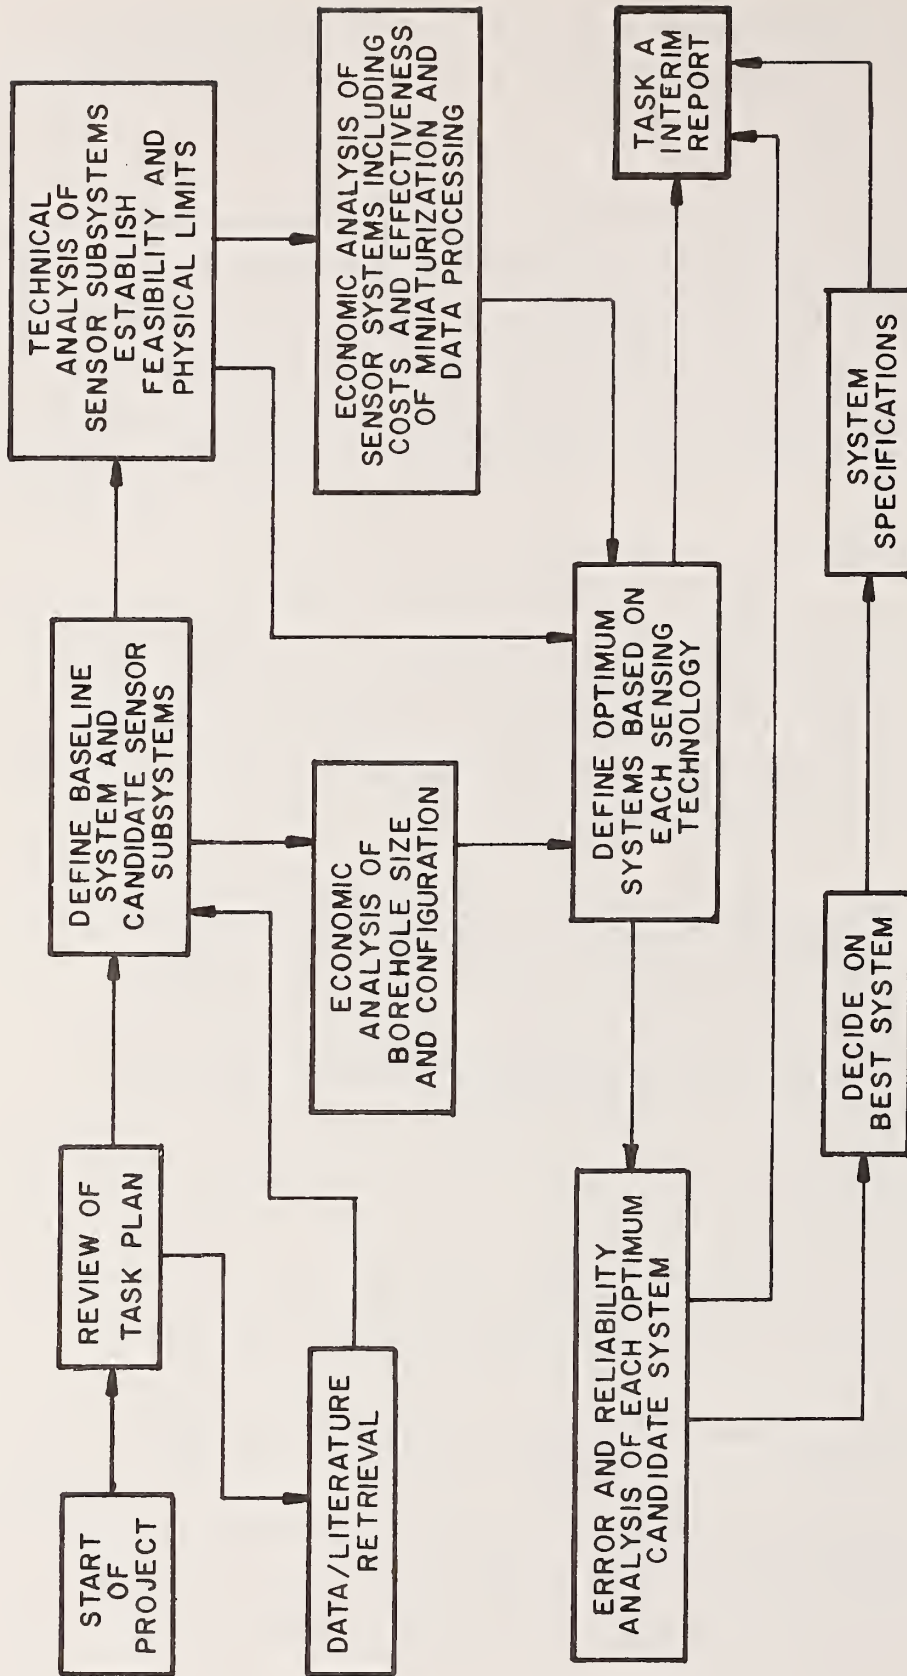 START
OF
PROJECT
REVIEW OF
TASK PLAN
DATA/LITERATURE
RETRIEVAL
DEFINE BASELINE
SYSTEM AND
CANDIDATE SENSOR
SUBSYSTEMS
TECHNICAL
ANALYSIS OF
SENSOR SUBSYSTEMS
ESTABLISH
FEASIBILITY AND
PHYSICAL LIMITS
ECONOMIC
ANALYSIS OF
BOREHOLE SIZE
AND CONFIGURATION
ECONOMIC ANALYSIS OF
SENSOR SYSTEMS INCLUDING
COSTS AND EFFECTIVENESS
OF MINIATURIZATION AND
DATA PROCESSING
DEFINE OPTIMUM
SYSTEMS BASED ON
EACH SENSING
TECHNOLOGY
ERROR AND RELIABILITY
ANALYSIS OF EACH OPTIMUM
CANDIDATE SYSTEM
DECIDE ON
BEST SYSTEM
SYSTEM
SPECIFICATIONS
TASK A
INTERIM
REPORT